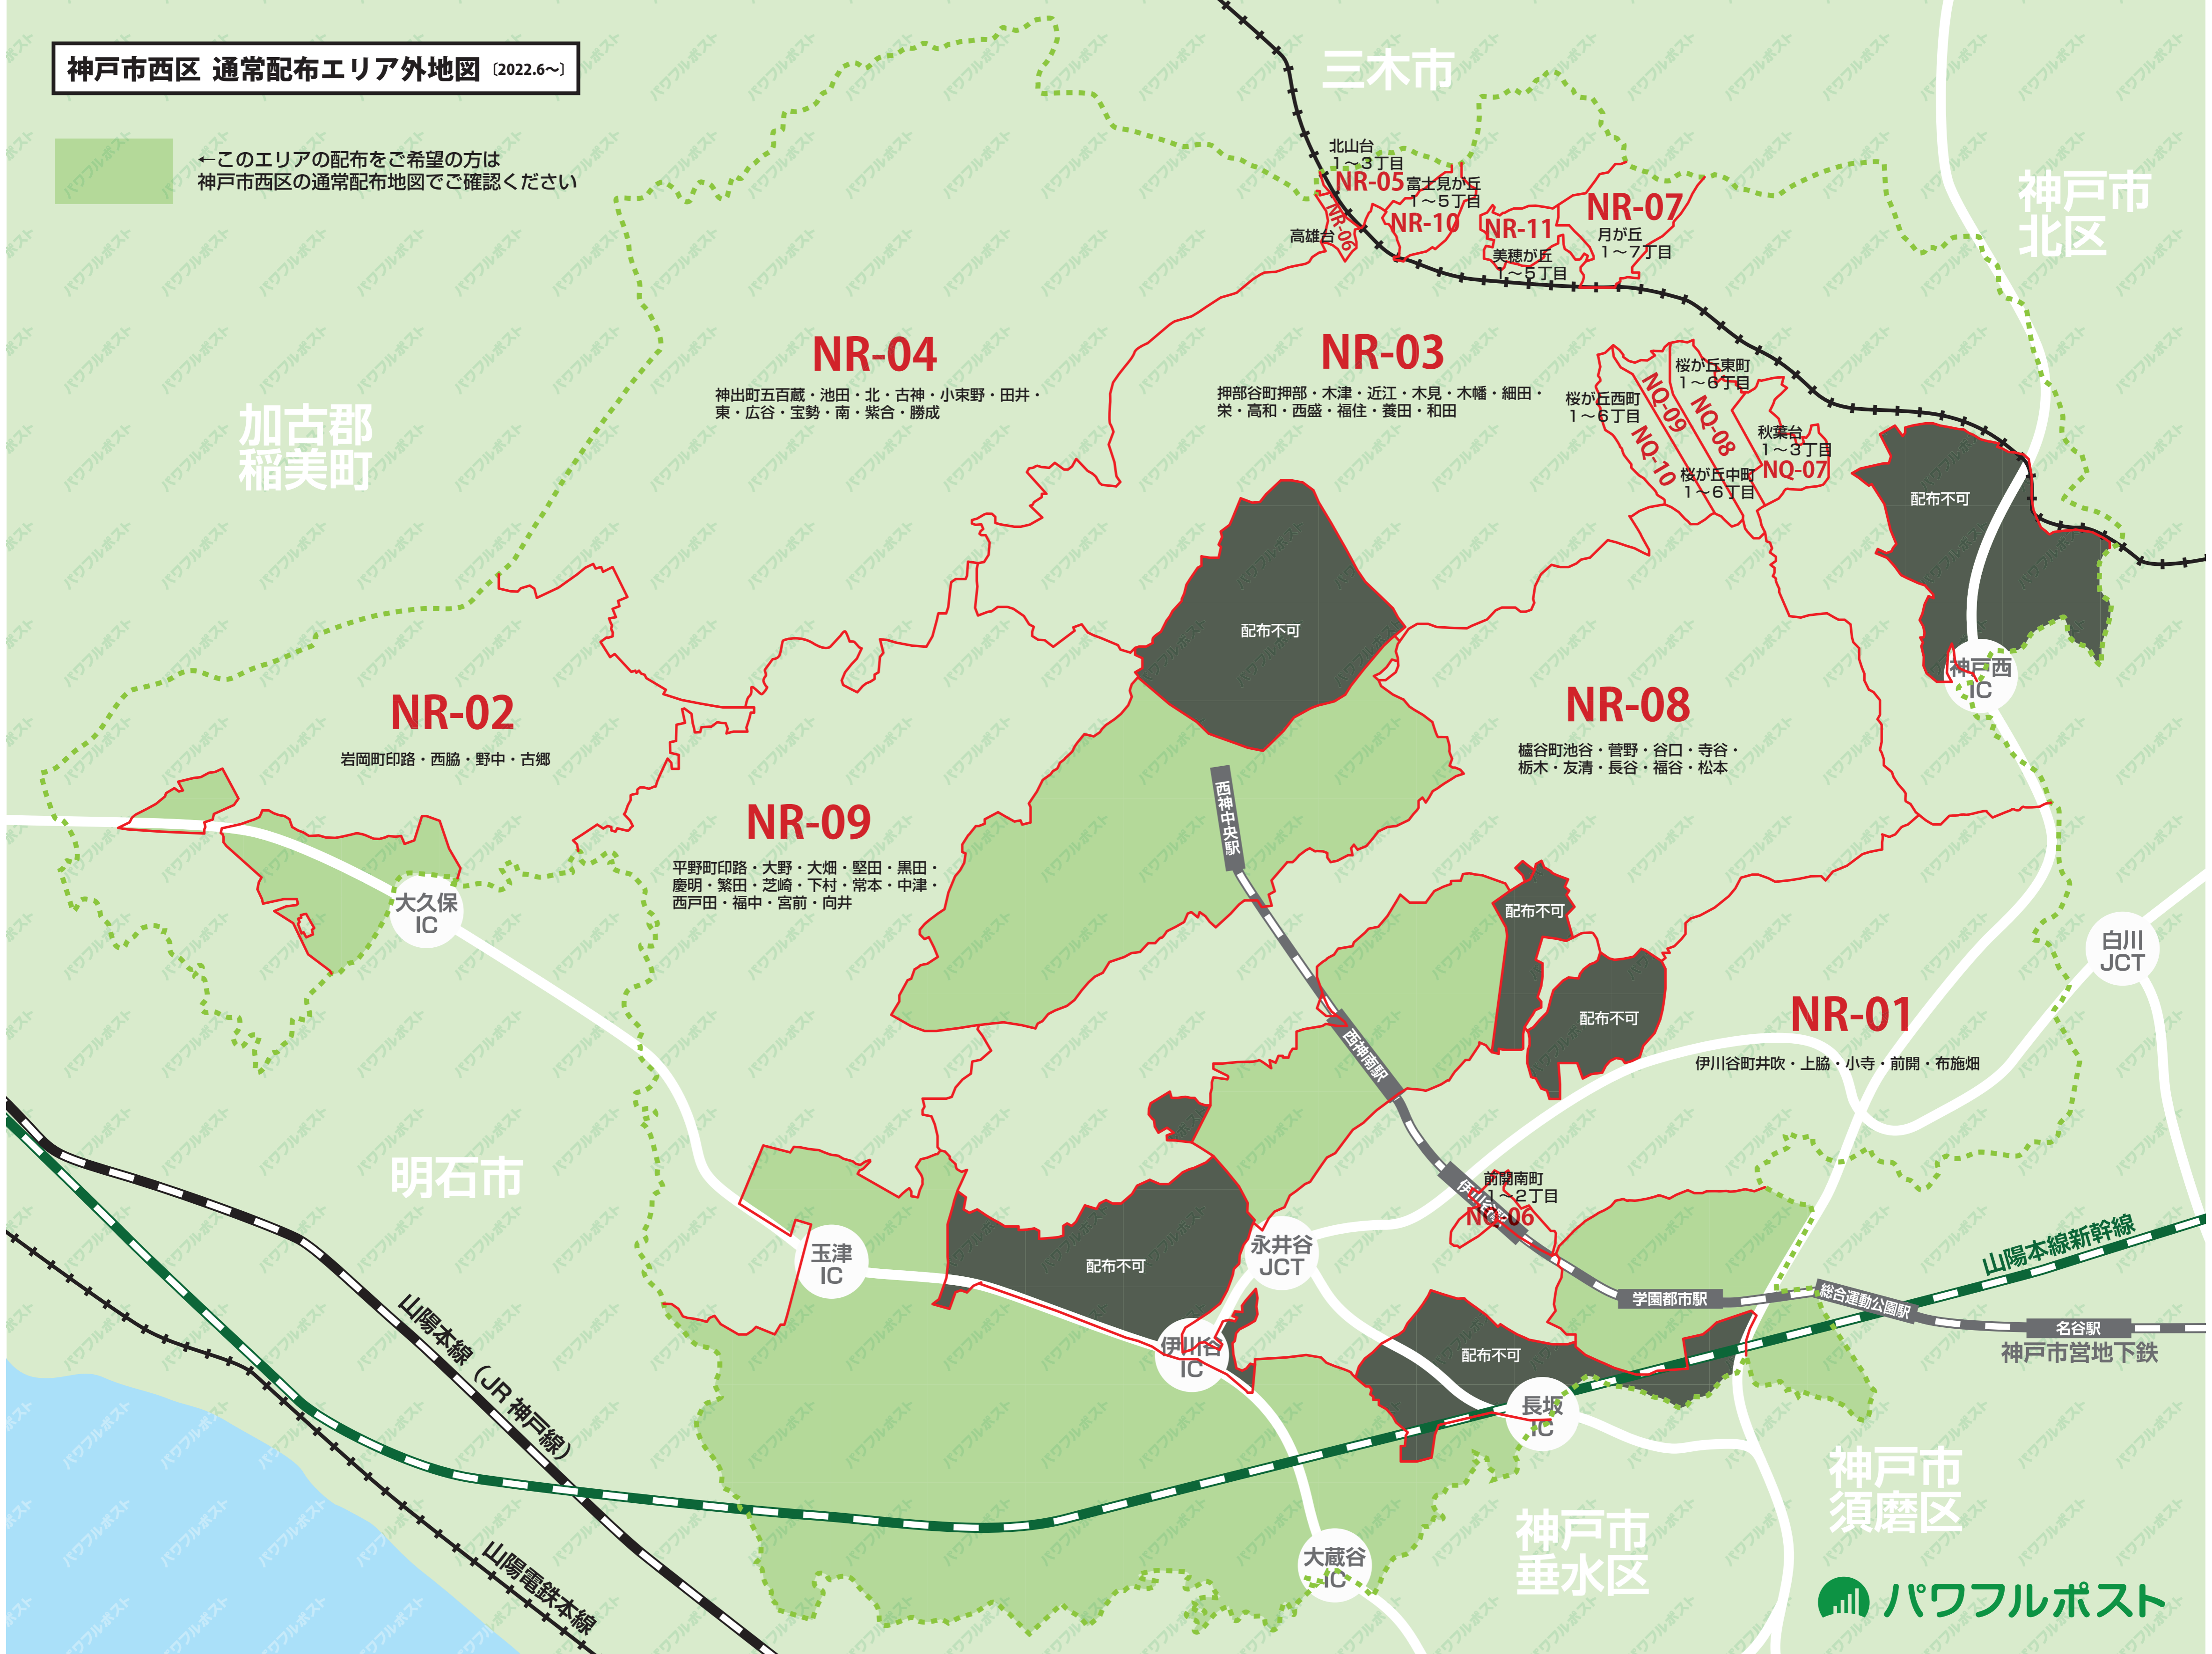 神戸市西区 通常配布エリア外地図 〔2022.6〜〕
←このエリアの配布をご希望の方は
神戸市西区の通常配布地図でご確認ください
三木市
神戸市
北区
加古郡
稲美町
明石市
神戸市
須磨区
神戸市
垂水区
北山台
1〜3丁目
NR-05
富士見が丘
1〜5丁目
NR-06
高雄台
NR-10
NR-11
美穂が丘
1〜5丁目
NR-07
月が丘
1〜7丁目
NR-04
神出町五百蔵・池田・北・古神・小束野・田井・
東・広谷・宝勢・南・紫合・勝成
NR-03
押部谷町押部・木津・近江・木見・木幡・細田・
栄・高和・西盛・福住・養田・和田
桜が丘東町
1〜6丁目
桜が丘西町
1〜6丁目
NQ-09
NQ-08
NQ-10
桜が丘中町
1〜6丁目
秋葉台
1〜3丁目
NQ-07
配布不可
配布不可
神戸西
IC
NR-02
岩岡町印路・西脇・野中・古郷
NR-08
櫨谷町池谷・菅野・谷口・寺谷・
栃木・友清・長谷・福谷・松本
NR-09
平野町印路・大野・大畑・堅田・黒田・
慶明・繁田・芝崎・下村・常本・中津・
西戸田・福中・宮前・向井
西神中央駅
大久保
IC
配布不可
配布不可
白川
JCT
NR-01
伊川谷町井吹・上脇・小寺・前開・布施畑
西神南駅
前開南町
1〜2丁目
NQ-06
玉津
IC
配布不可
永井谷
JCT
伊川谷
IC
配布不可
長坂
IC
学園都市駅
総合運動公園駅
名谷駅
神戸市営地下鉄
山陽本線新幹線
山陽本線（JR神戸線）
山陽電鉄本線
大蔵谷
IC
パワフルポスト